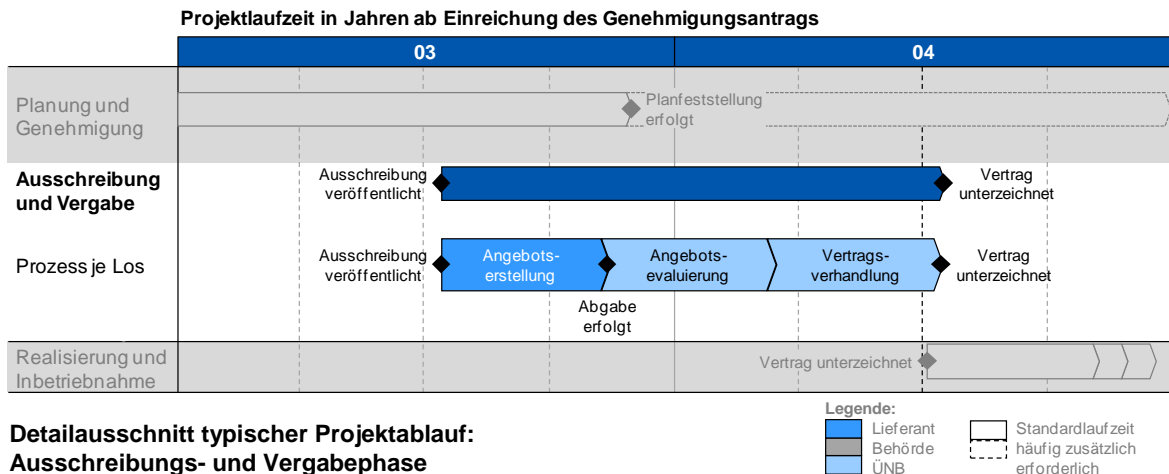 Projektlaufzeit in Jahren ab Einreichung des Genehmigungsantrags
03
04
Planung und
Genehmigung
Planfeststellung
erfolgt
Ausschreibung
und Vergabe
Ausschreibung
veröffentlicht
Vertrag
unterzeichnet
Prozess je Los
Ausschreibung
veröffentlicht
Angebots-
erstellung
Angebots-
evaluierung
Vertrags-
verhandlung
Vertrag
unterzeichnet
Abgabe
erfolgt
Realisierung und
Inbetriebnahme
Vertrag unterzeichnet
Detailausschnitt typischer Projektablauf:
Ausschreibungs- und Vergabephase
Legende:
Lieferant
Behörde
ÜNB
Standardlaufzeit
häufig zusätzlich
erforderlich